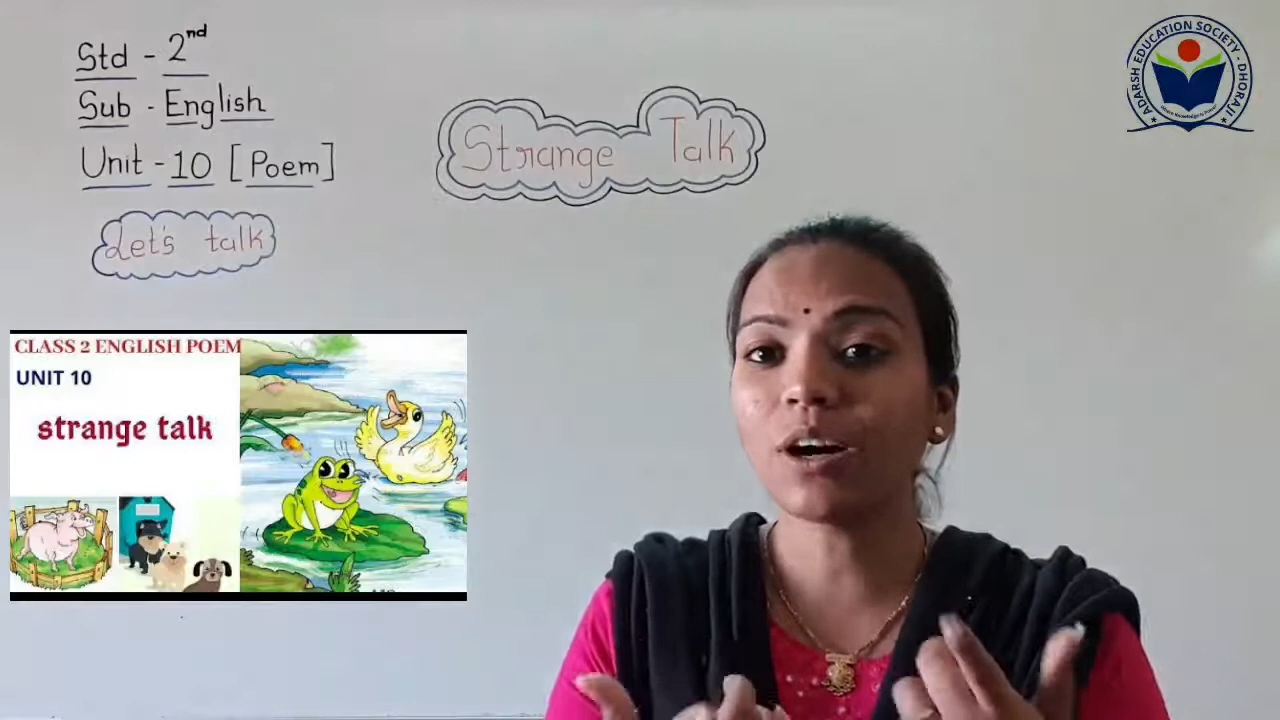 Std - 2nd
Sub - English
Unit - 10 [Poem]
Let's talk
Strange Talk
ADARSH EDUCATION SOCIETY - DHORAJI
CLASS 2 ENGLISH POEM
UNIT 10
strange talk